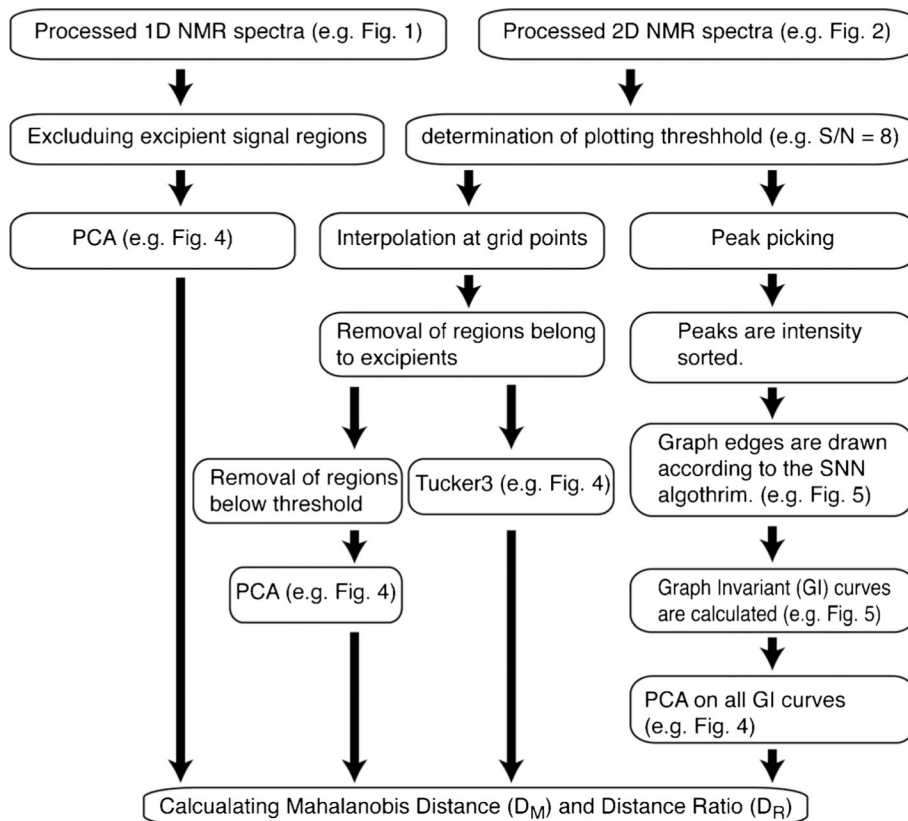 Processed 1D NMR spectra (e.g. Fig. 1)
Processed 2D NMR spectra (e.g. Fig. 2)
Excluduing excipient signal regions
determination of plotting threshhold (e.g. S/N = 8)
PCA (e.g. Fig. 4)
Interpolation at grid points
Peak picking
Removal of regions belong
to excipients
Peaks are intensity
sorted.
Removal of regions
below threshold
Tucker3 (e.g. Fig. 4)
Graph edges are drawn
according to the SNN
algothrim. (e.g. Fig. 5)
PCA (e.g. Fig. 4)
Graph Invariant (GI) curves
are calculated (e.g. Fig. 5)
PCA on all GI curves
(e.g. Fig. 4)
Calcualating Mahalanobis Distance (D_M) and Distance Ratio (D_R)